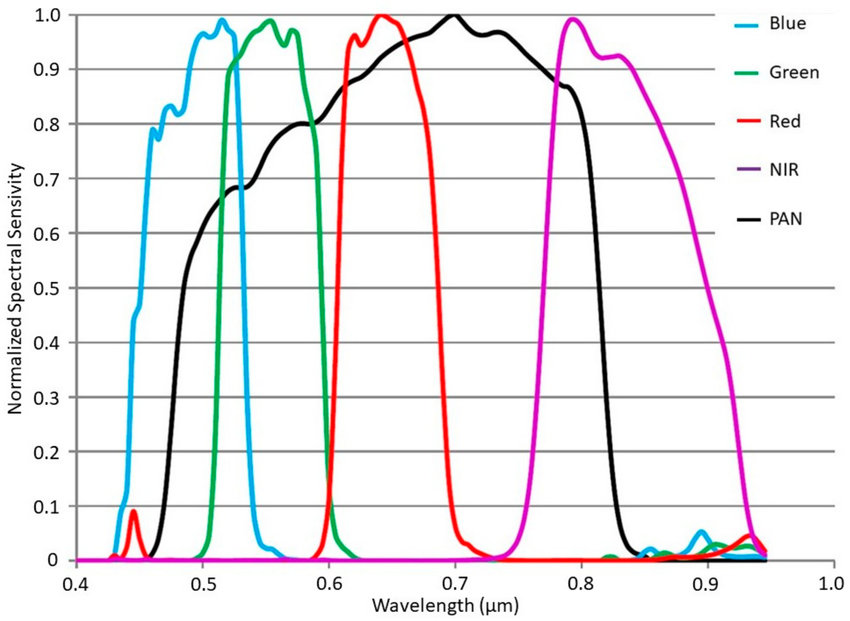 1.0
0.9
0.8
0.7
0.6
0.5
0.4
0.3
0.2
0.1
0
Normalized Spectral Sensivity
0.4 0.5 0.6 0.7 0.8 0.9 1.0
Wavelength (μm)
Blue
Green
Red
NIR
PAN